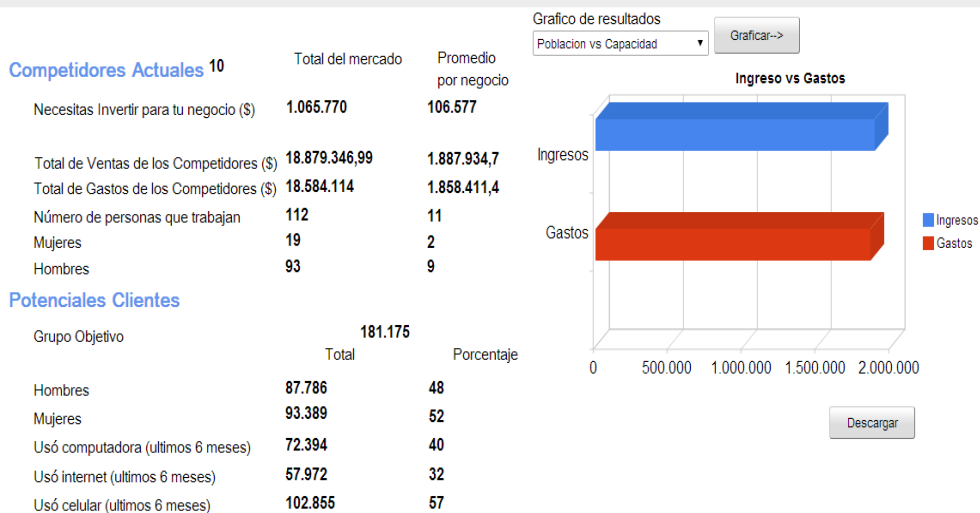 Grafico de resultados
Poblacion vs Capacidad
Graficar-->
Total del mercado
Promedio
por negocio
Competidores Actuales 10
Necesitas Invertir para tu negocio ($) 1.065.770 106.577
Total de Ventas de los Competidores ($) 18.879.346,99 1.887.934,7
Total de Gastos de los Competidores ($) 18.584.114 1.858.411,4
Número de personas que trabajan 112 11
Mujeres 19 2
Hombres 93 9
Potenciales Clientes
Grupo Objetivo 181.175
Total Porcentaje
Hombres 87.786 48
Mujeres 93.389 52
Usó computadora (ultimos 6 meses) 72.394 40
Usó internet (ultimos 6 meses) 57.972 32
Usó celular (ultimos 6 meses) 102.855 57
Ingreso vs Gastos
Ingresos
Gastos
Ingresos
Gastos
0 500.000 1.000.000 1.500.000 2.000.000
Descargar